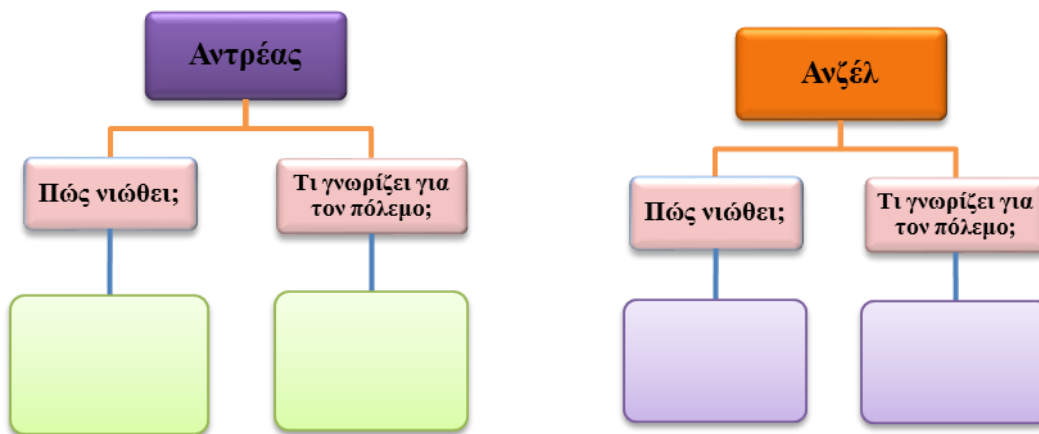 Αντρέας
Πώς νιώθει;
Τι γνωρίζει για
τον πόλεμο;
Ανζέλ
Πώς νιώθει;
Τι γνωρίζει για
τον πόλεμο;